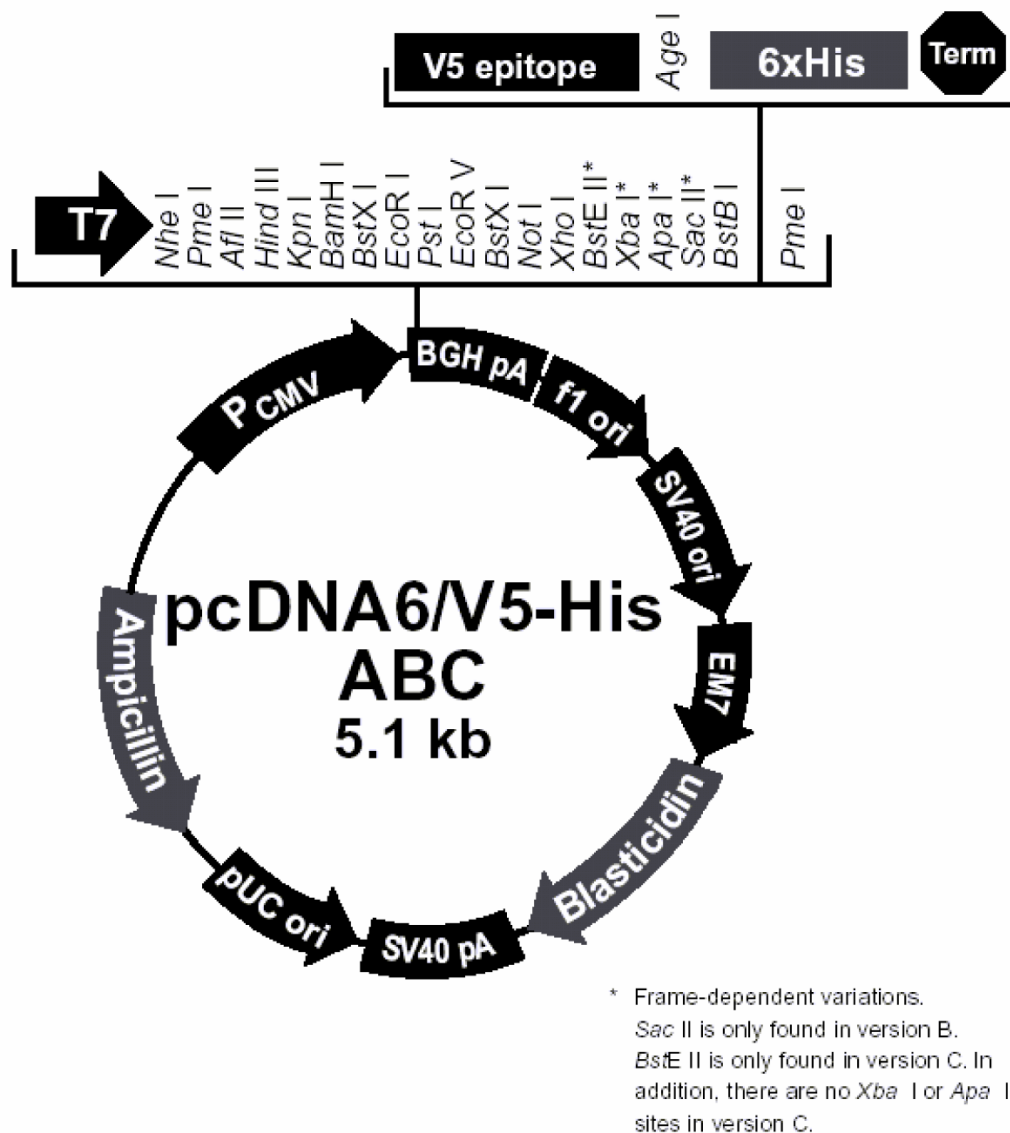 V5 epitope
Age I
6xHis
Term
T7
Nhe I
Pme I
Afl II
Hind III
Kpn I
BamH I
BstX I
EcoR I
Pst I
EcoR V
BstX I
Not I
Xho I
BstE II*
Xba I*
Apa I*
Sac II*
BstB I
Pme I
PCMV
BGH pA
f1 ori
SV40 ori
EM7
Blasticidin
SV40 pA
pUC ori
Ampicillin
pcDNA6/V5-His
ABC
5.1 kb
* Frame-dependent variations.
Sac II is only found in version B.
BstE II is only found in version C. In
addition, there are no Xba I or Apa I
sites in version C.